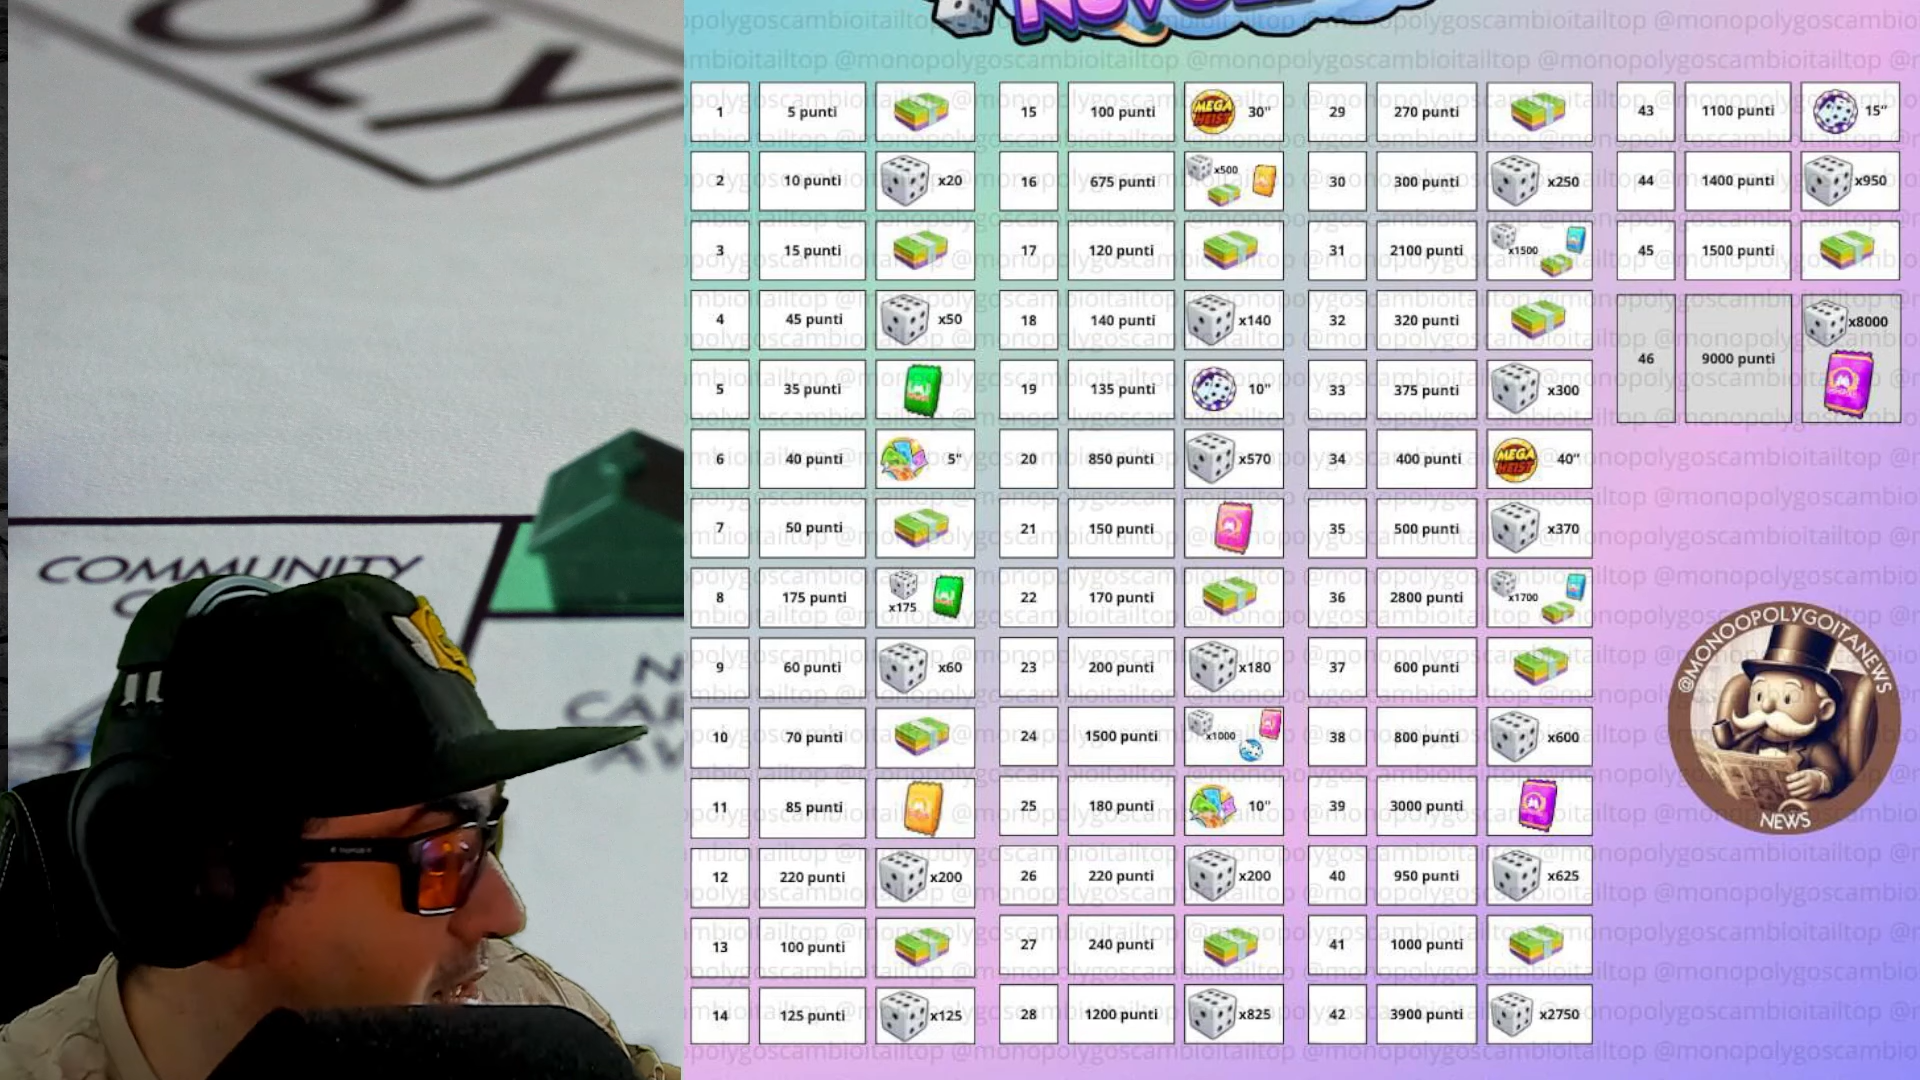 OLY
COMMUNITY
1 5 punti
2 10 punti x20
3 15 punti
4 45 punti x50
5 35 punti
6 40 punti 5"
7 50 punti
8 175 punti x175
9 60 punti x60
10 70 punti
11 85 punti
12 220 punti x200
13 100 punti
14 125 punti x125
15 100 punti MEGA HEIST 30"
16 675 punti x500
17 120 punti
18 140 punti x140
19 135 punti 10"
20 850 punti x570
21 150 punti
22 170 punti
23 200 punti x180
24 1500 punti x1000
25 180 punti 10"
26 220 punti x200
27 240 punti
28 1200 punti x825
29 270 punti
30 300 punti x250
31 2100 punti x1500
32 320 punti
33 375 punti x300
34 400 punti MEGA HEIST 40"
35 500 punti x370
36 2800 punti x1700
37 600 punti
38 800 punti x600
39 3000 punti
40 950 punti x625
41 1000 punti
42 3900 punti x2750
43 1100 punti 15"
44 1400 punti x950
45 1500 punti
46 9000 punti x8000
@MONOOPOLYGOITANEWS
NEWS
@monopolygoscambioitailtop